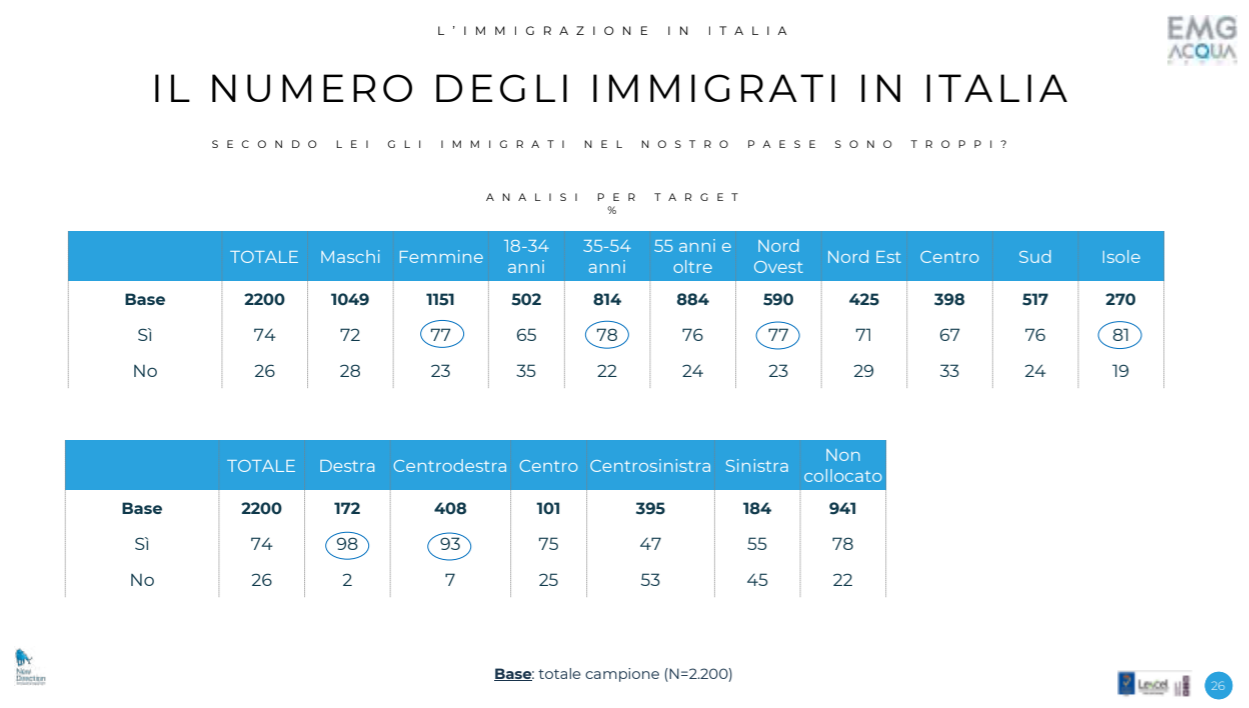 L'IMMIGRAZIONE IN ITALIA
EMG
ACQUA
IL NUMERO DEGLI IMMIGRATI IN ITALIA
SECONDO LEI GLI IMMIGRATI NEL NOSTRO PAESE SONO TROPPI?
ANALISI PER TARGET
%
TOTALE Maschi Femmine 18-34 anni 35-54 anni 55 anni e oltre Nord Ovest Nord Est Centro Sud Isole
Base 2200 1049 1151 502 814 884 590 425 398 517 270
Sì 74 72 77 65 78 76 77 71 67 76 81
No 26 28 23 35 22 24 23 29 33 24 19
TOTALE Destra Centrodestra Centro Centrosinistra Sinistra Non collocato
Base 2200 172 408 101 395 184 941
Sì 74 98 93 75 47 55 78
No 26 2 7 25 53 45 22
New
Direction
Base: totale campione (N=2.200)
26